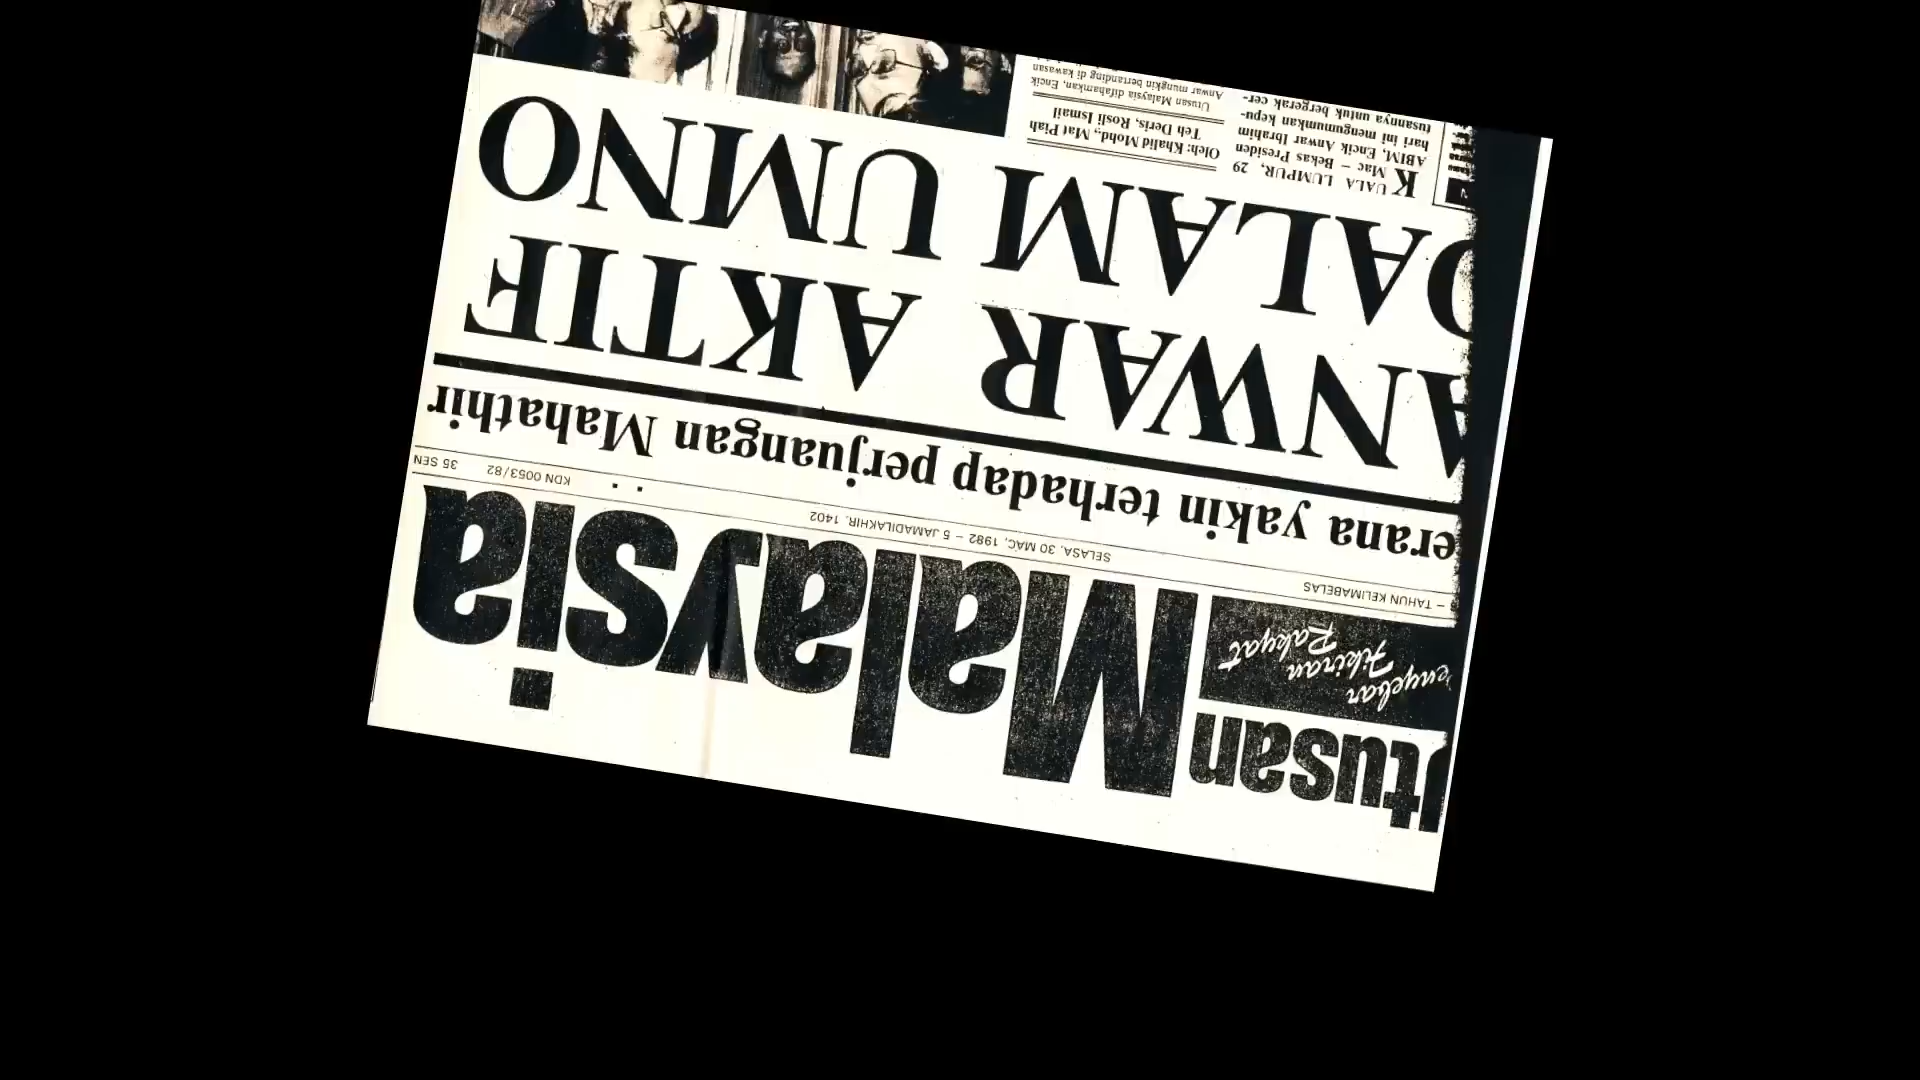 tusan
Malaysia
enyebar
Fikiran
Rakyat
– TAHUN KELIMABELAS
SELASA, 30 MAC, 1982 – 5 JAMADILAKHIR, 1402
KDN 0053/82
35 SEN
erana yakin terhadap perjuangan Mahathir
ANWAR AKTIF
DALAM UMNO
KUALA LUMPUR, 29
Mac – Bekas Presiden
ABIM, Encik Anwar Ibrahim
hari ini mengumumkan kepu-
tusannya untuk bergerak cer-
Oleh: Khalid Mohd., Mat Piah
Teh Deris, Rosli Ismail
Utusan Malaysia difahamkan, Encik
Anwar mungkin bertanding di kawasan